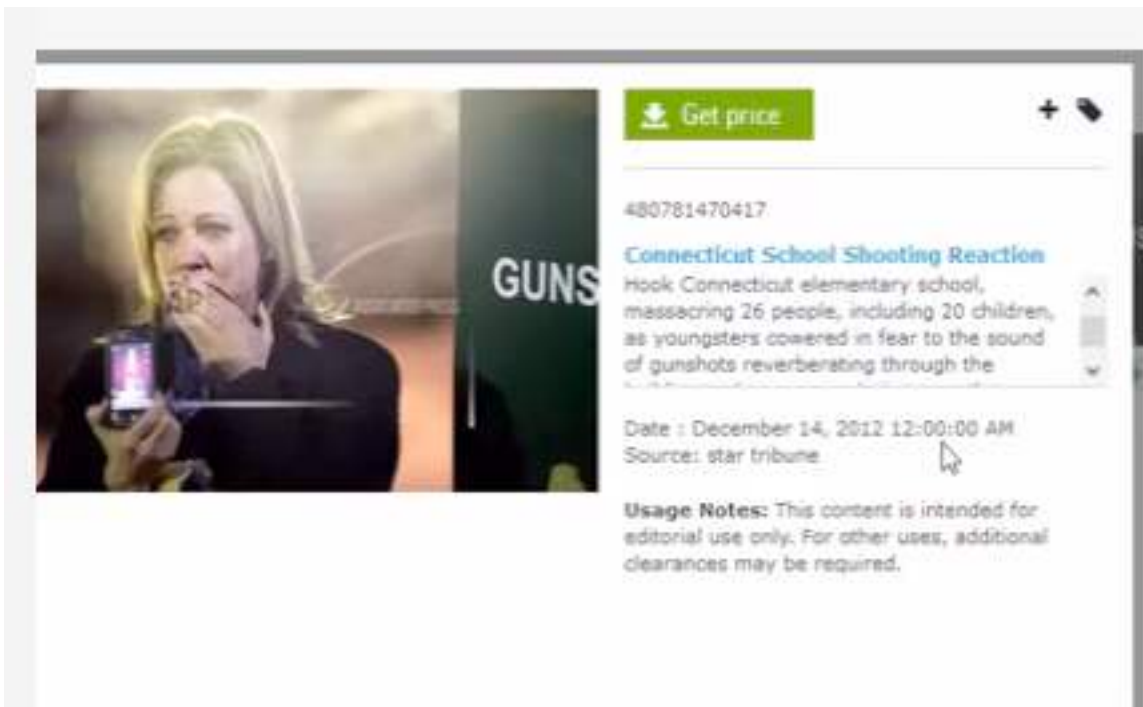 Get price
480781470417
Connecticut School Shooting Reaction
Hook Connecticut elementary school,
massacring 26 people, including 20 children,
as youngsters cowered in fear to the sound
of gunshots reverberating through the
GUNS
Date : December 14, 2012 12:00:00 AM
Source: star tribune
Usage Notes: This content is intended for
editorial use only. For other uses, additional
clearances may be required.